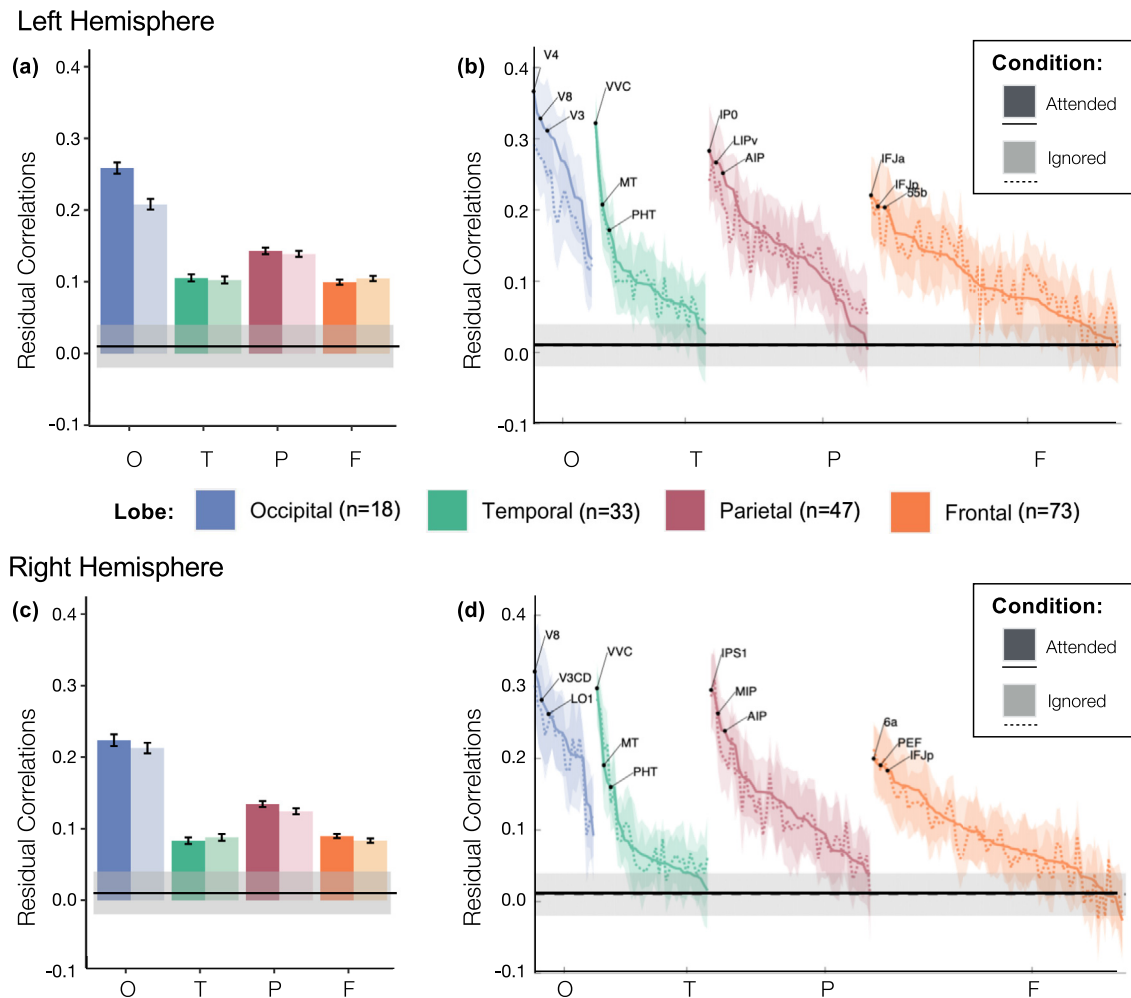 Left Hemisphere
(a)
0.4
0.3
0.2
0.1
0.0
-0.1
Residual Correlations
O T P F
(b)
0.4
0.3
0.2
0.1
0.0
-0.1
Residual Correlations
V4
V8
V3
VVC
MT
PHT
IP0
LIPv
AIP
IFJa
IFJp
55b
O T P F
Condition:
Attended
Ignored
Lobe: Occipital (n=18) Temporal (n=33) Parietal (n=47) Frontal (n=73)
Right Hemisphere
(c)
0.4
0.3
0.2
0.1
0.0
-0.1
Residual Correlations
O T P F
(d)
0.4
0.3
0.2
0.1
0.0
-0.1
Residual Correlations
V8
V3CD
LO1
VVC
MT
PHT
IPS1
MIP
AIP
6a
PEF
IFJp
O T P F
Condition:
Attended
Ignored